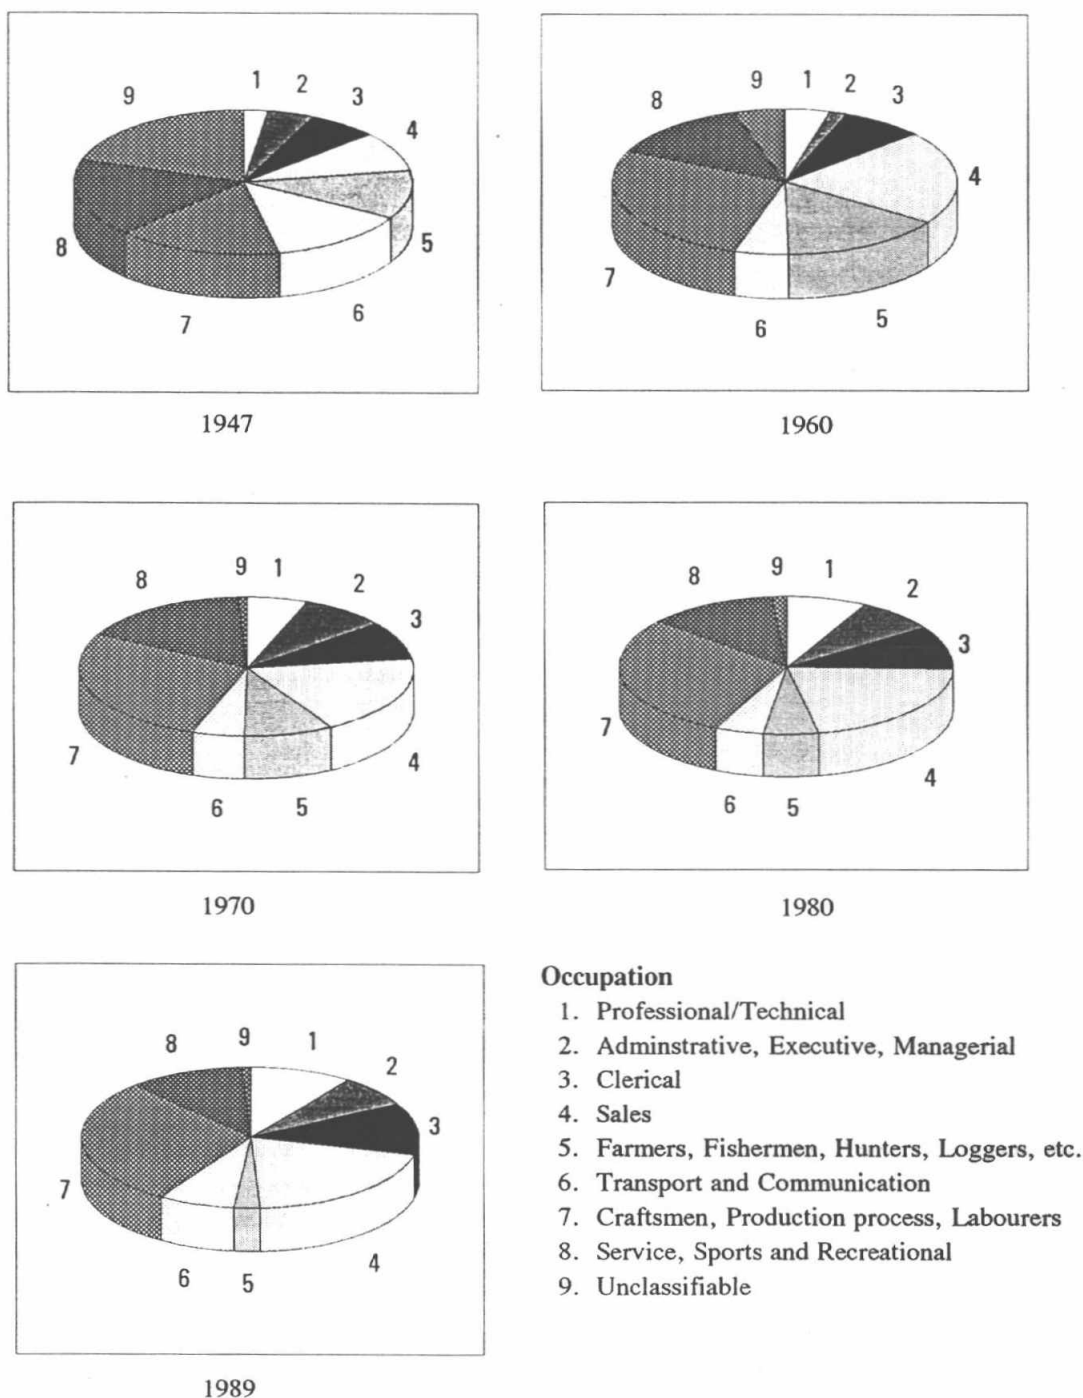 1 2 3 4 5 6 7 8 9
1947
1 2 3 4 5 6 7 8 9
1960
1 2 3 4 5 6 7 8 9
1970
1 2 3 4 5 6 7 8 9
1980
1 2 3 4 5 6 7 8 9
1989
Occupation
1. Professional/Technical
2. Adminstrative, Executive, Managerial
3. Clerical
4. Sales
5. Farmers, Fishermen, Hunters, Loggers, etc.
6. Transport and Communication
7. Craftsmen, Production process, Labourers
8. Service, Sports and Recreational
9. Unclassifiable